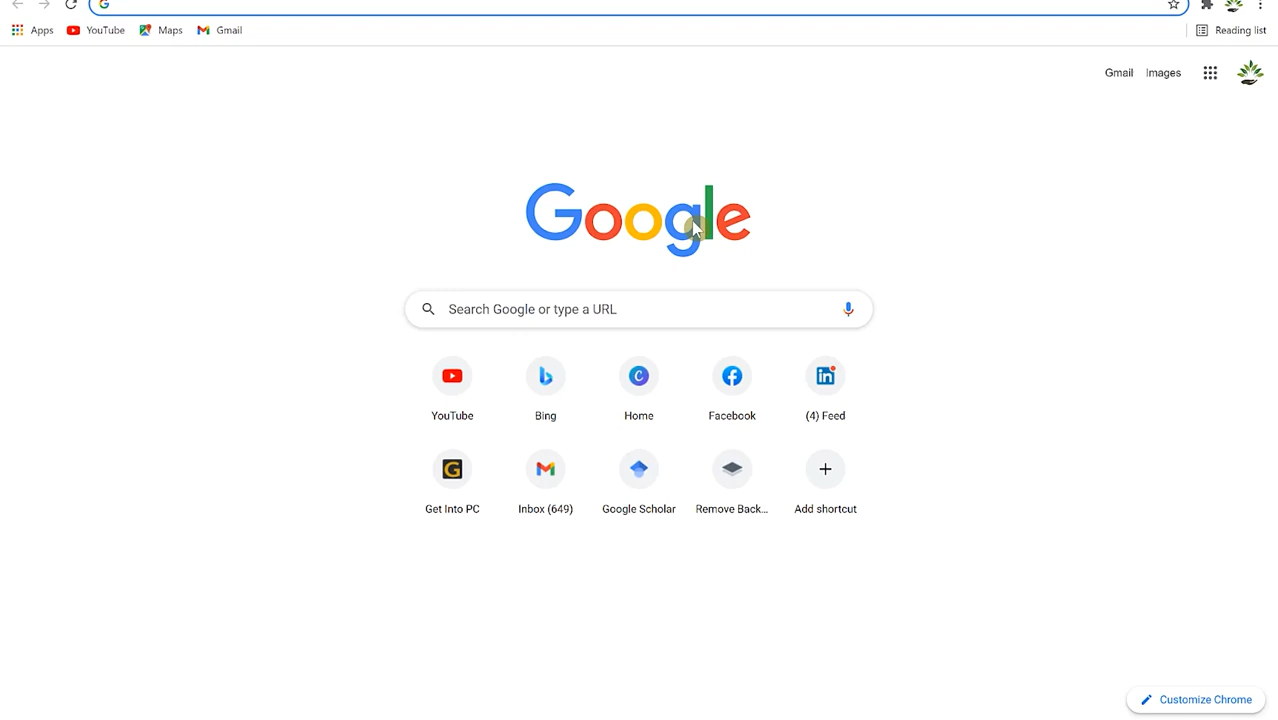 Apps YouTube Maps Gmail Reading list
Gmail Images
Google
Search Google or type a URL
YouTube Bing Home Facebook (4) Feed
Get Into PC Inbox (649) Google Scholar Remove Back... Add shortcut
Customize Chrome